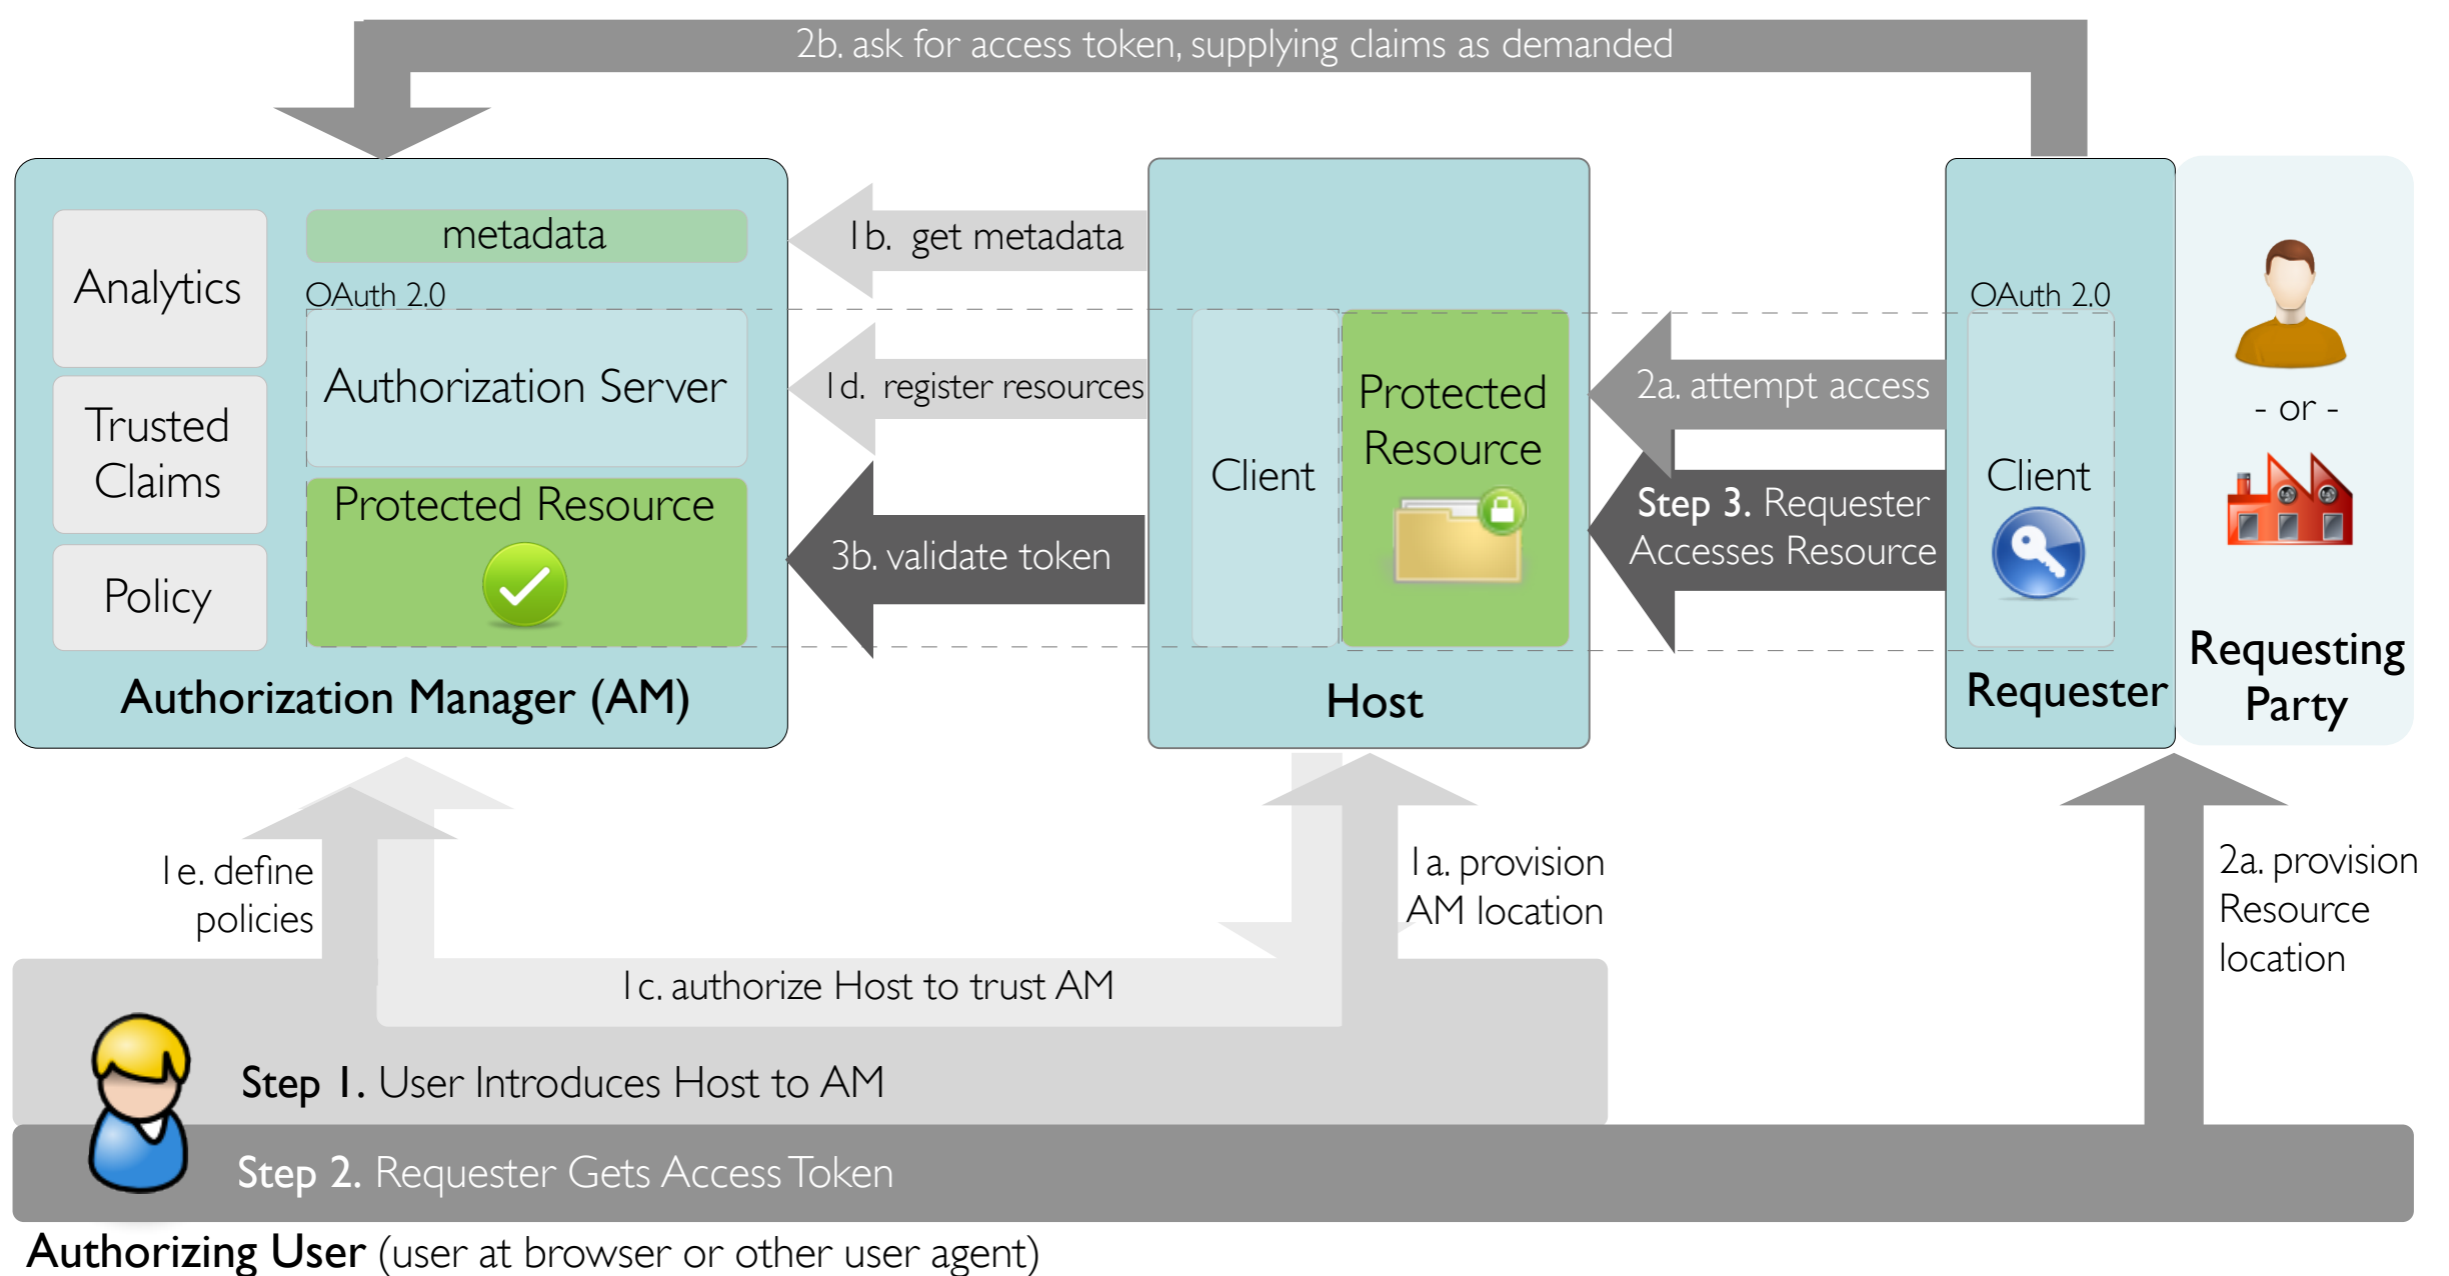 2b. ask for access token, supplying claims as demanded
Analytics
Trusted
Claims
Policy
metadata
OAuth 2.0
Authorization Server
Protected Resource
Authorization Manager (AM)
1b. get metadata
1d. register resources
3b. validate token
Client
Protected
Resource
Host
2a. attempt access
Step 3. Requester
Accesses Resource
OAuth 2.0
Client
Requester
- or -
Requesting
Party
1e. define
policies
1c. authorize Host to trust AM
1a. provision
AM location
2a. provision
Resource
location
Step 1. User Introduces Host to AM
Step 2. Requester Gets Access Token
Authorizing User (user at browser or other user agent)